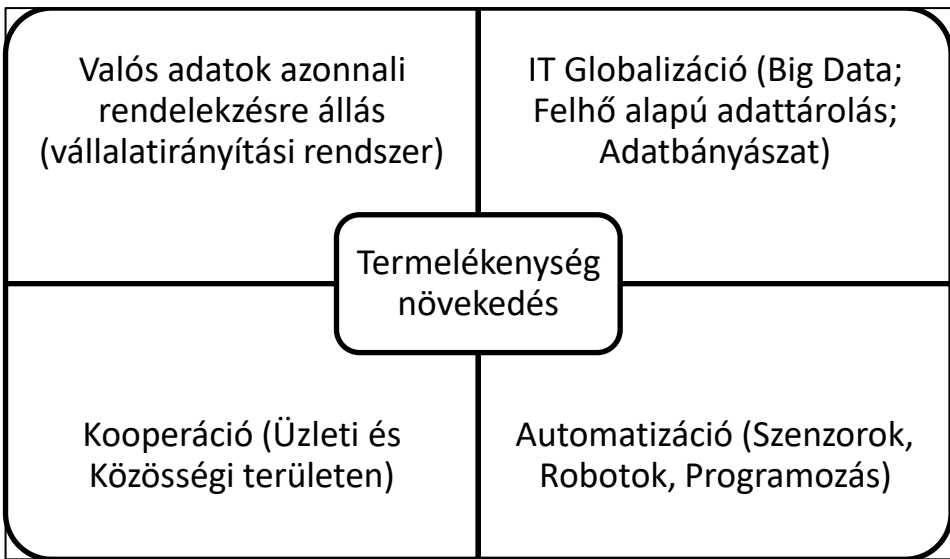 Valós adatok azonnali
rendelekzésre állás
(vállalatirányítási rendszer)
IT Globalizáció (Big Data;
Felhő alapú adattárolás;
Adatbányászat)
Termelékenység
növekedés
Kooperáció (Üzleti és
Közösségi területen)
Automatizáció (Szenzorok,
Robotok, Programozás)